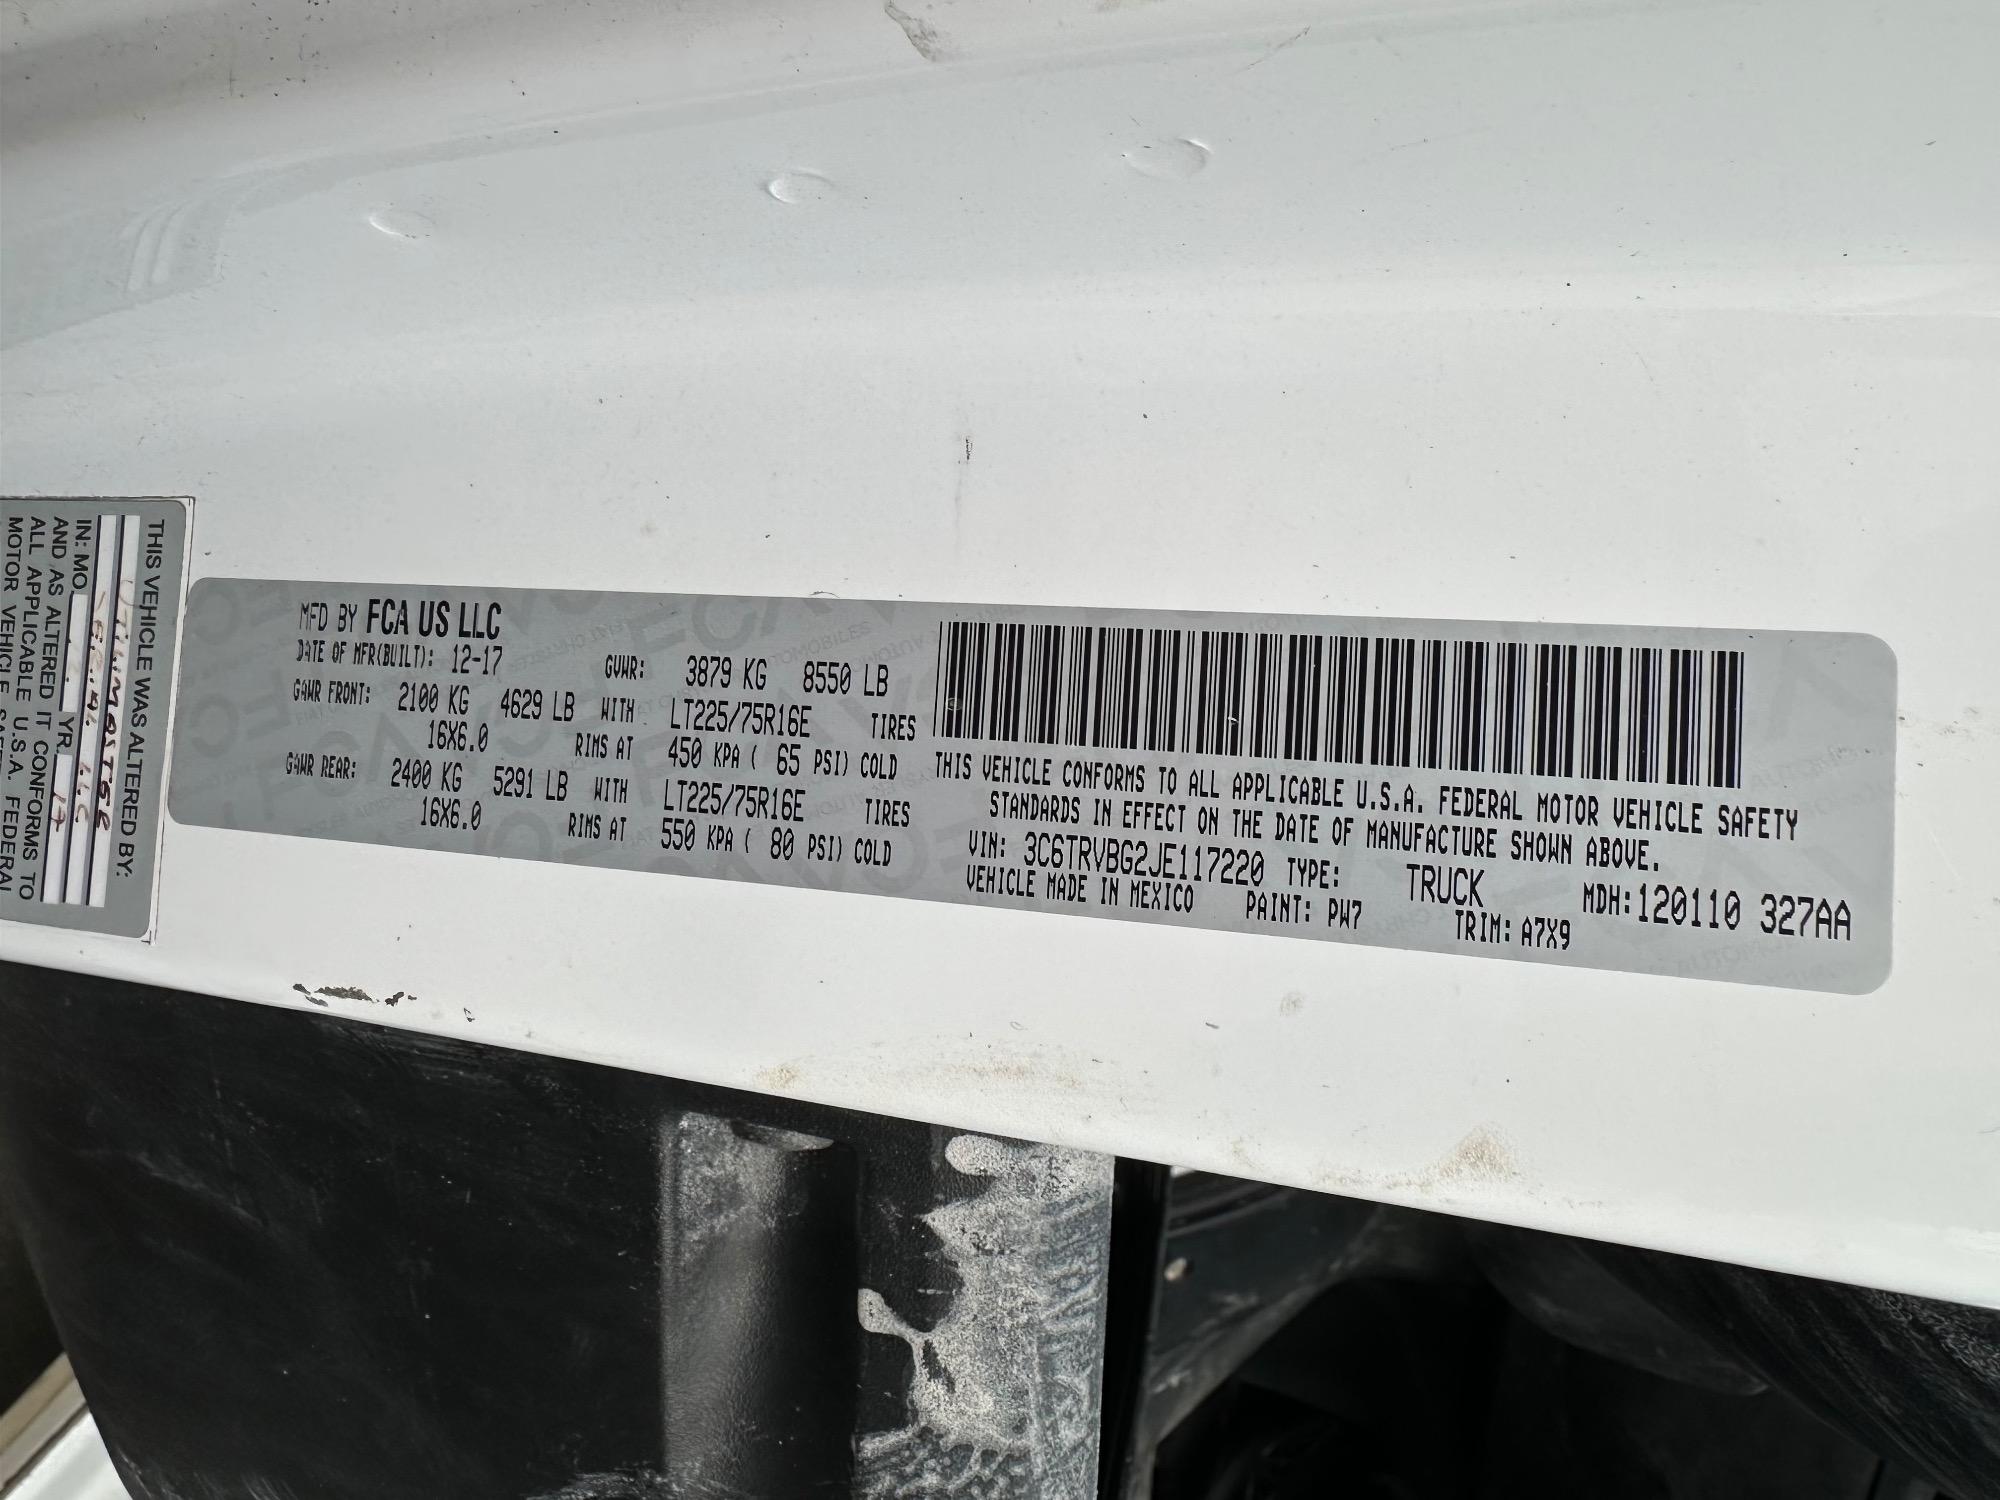 MFD BY FCA US LLC
DATE OF MFR(BUILT): 12-17 GVWR: 3879 KG 8550 LB
GAWR FRONT: 2100 KG 4629 LB WITH LT225/75R16E TIRES
16X6.0 RIMS AT 450 KPA ( 65 PSI) COLD
GAWR REAR: 2400 KG 5291 LB WITH LT225/75R16E TIRES
16X6.0 RIMS AT 550 KPA ( 80 PSI) COLD
THIS VEHICLE CONFORMS TO ALL APPLICABLE U.S.A. FEDERAL MOTOR VEHICLE SAFETY
STANDARDS IN EFFECT ON THE DATE OF MANUFACTURE SHOWN ABOVE.
VIN: 3C6TRVBG2JE117220 TYPE: TRUCK MDH:120110 327AA
VEHICLE MADE IN MEXICO PAINT: PW7 TRIM: A7X9
THIS VEHICLE WAS ALTERED BY:
LLC
IN: MO. YR. 17
AND AS ALTERED IT CONFORMS TO
ALL APPLICABLE U.S.A. FEDERAL
MOTOR VEHICLE